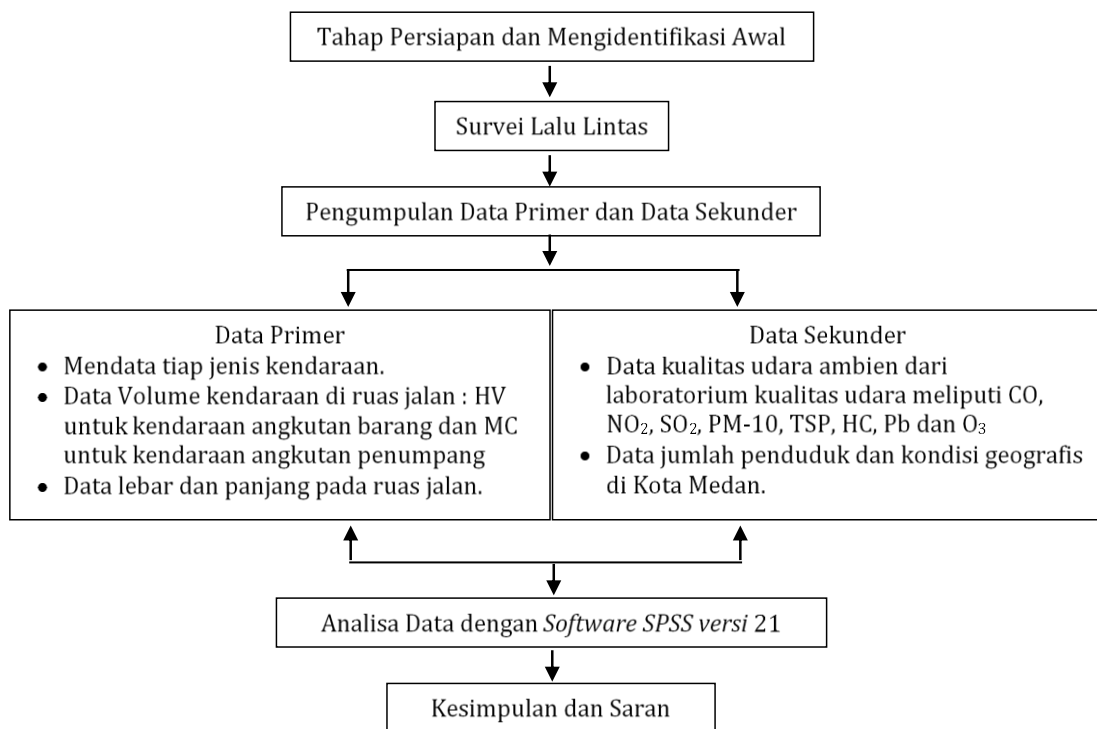 Tahap Persiapan dan Mengidentifikasi Awal
Survei Lalu Lintas
Pengumpulan Data Primer dan Data Sekunder
Data Primer
• Mendata tiap jenis kendaraan.
• Data Volume kendaraan di ruas jalan : HV
untuk kendaraan angkutan barang dan MC
untuk kendaraan angkutan penumpang
• Data lebar dan panjang pada ruas jalan.
Data Sekunder
• Data kualitas udara ambien dari
laboratorium kualitas udara meliputi CO,
NO₂, SO₂, PM-10, TSP, HC, Pb dan O₃
• Data jumlah penduduk dan kondisi geografis
di Kota Medan.
Analisa Data dengan Software SPSS versi 21
Kesimpulan dan Saran